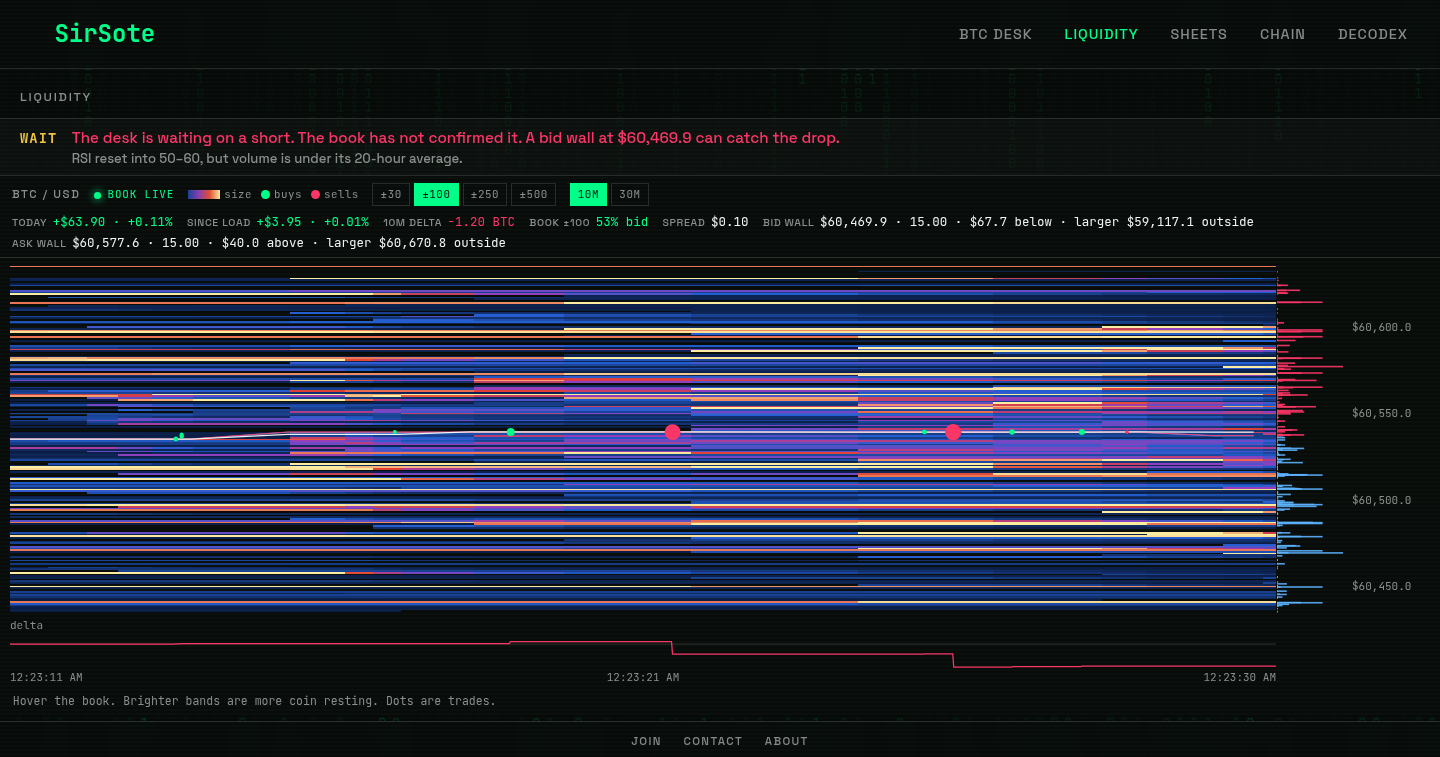 SirSote
BTC DESK LIQUIDITY SHEETS CHAIN DECODEX
LIQUIDITY
WAIT The desk is waiting on a short. The book has not confirmed it. A bid wall at $60,469.9 can catch the drop.
RSI reset into 50–60, but volume is under its 20-hour average.
BTC / USD BOOK LIVE size buys sells ±30 ±100 ±250 ±500 10M 30M
TODAY +$63.90 · +0.11% SINCE LOAD +$3.95 · +0.01% 10M DELTA -1.20 BTC BOOK ±100 53% bid SPREAD $0.10 BID WALL $60,469.9 · 15.00 · $67.7 below · larger $59,117.1 outside
ASK WALL $60,577.6 · 15.00 · $40.0 above · larger $60,670.8 outside
$60,600.0
$60,550.0
$60,500.0
$60,450.0
delta
12:23:11 AM 12:23:21 AM 12:23:30 AM
Hover the book. Brighter bands are more coin resting. Dots are trades.
JOIN CONTACT ABOUT